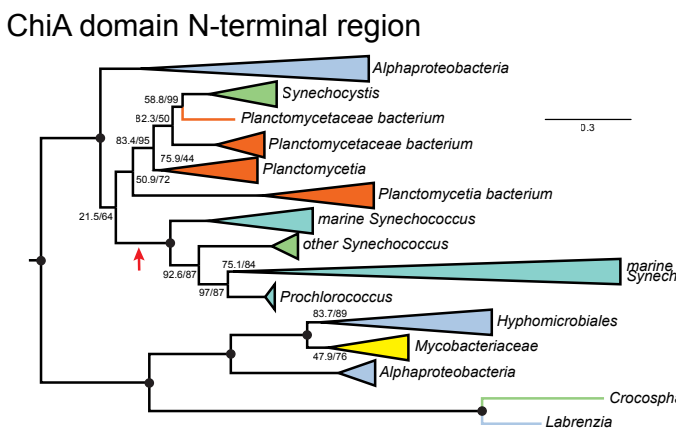 ChiA domain N-terminal region
Alphaproteobacteria
58.8/99
Synechocystis
0.3
82.3/50
Planctomycetaceae bacterium
83.4/95
Planctomycetaceae bacterium
75.9/44
Planctomycetia
50.9/72
Planctomycetia bacterium
21.5/64
marine Synechococcus
other Synechococcus
92.6/87
75.1/84
marine
Synech
97/87
Prochlorococcus
83.7/89
Hyphomicrobiales
Mycobacteriaceae
47.9/76
Alphaproteobacteria
Crocospha
Labrenzia